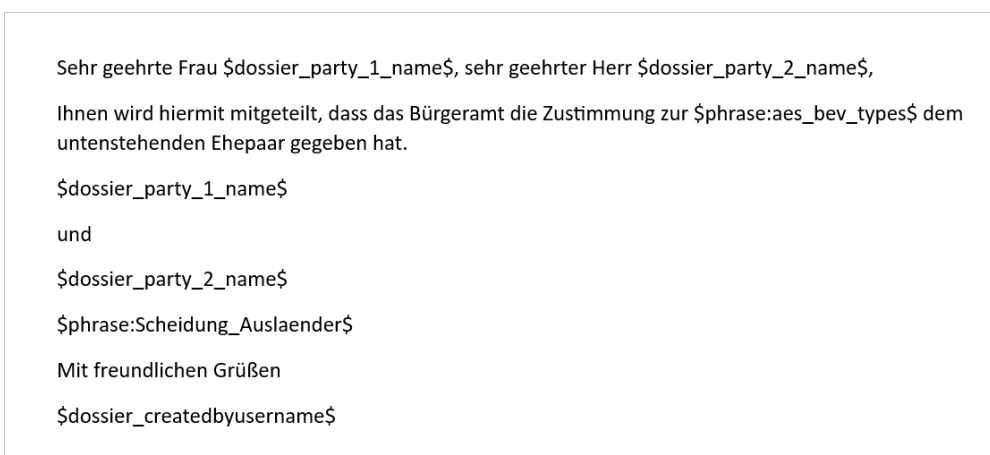 Sehr geehrte Frau $dossier_party_1_name$, sehr geehrter Herr $dossier_party_2_name$,
Ihnen wird hiermit mitgeteilt, dass das Bürgeramt die Zustimmung zur $phrase:aes_bev_types$ dem
untenstehenden Ehepaar gegeben hat.
$dossier_party_1_name$
und
$dossier_party_2_name$
$phrase:Scheidung_Auslaender$
Mit freundlichen Grüßen
$dossier_createdbyusername$